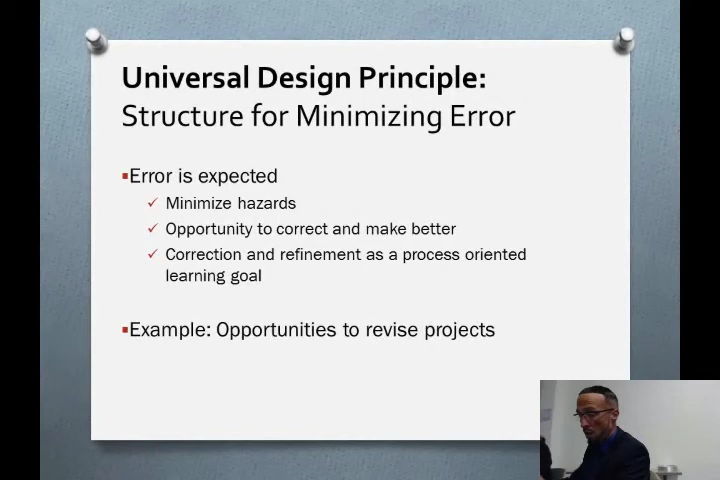 Universal Design Principle:
Structure for Minimizing Error
▪Error is expected
✓ Minimize hazards
✓ Opportunity to correct and make better
✓ Correction and refinement as a process oriented
learning goal
▪Example: Opportunities to revise projects